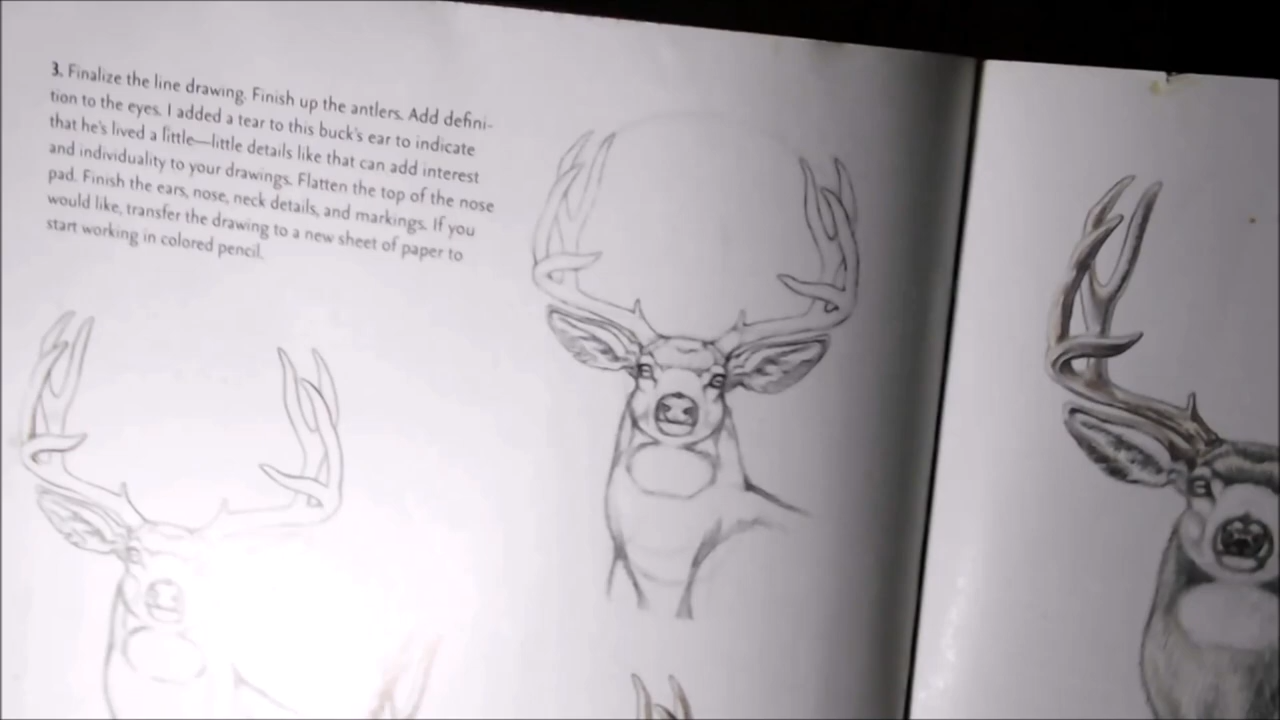 3. Finalize the line drawing. Finish up the antlers. Add defini-
tion to the eyes. I added a tear to this buck's ear to indicate
that he's lived a little—little details like that can add interest
and individuality to your drawings. Flatten the top of the nose
pad. Finish the ears, nose, neck details, and markings. If you
would like, transfer the drawing to a new sheet of paper to
start working in colored pencil.